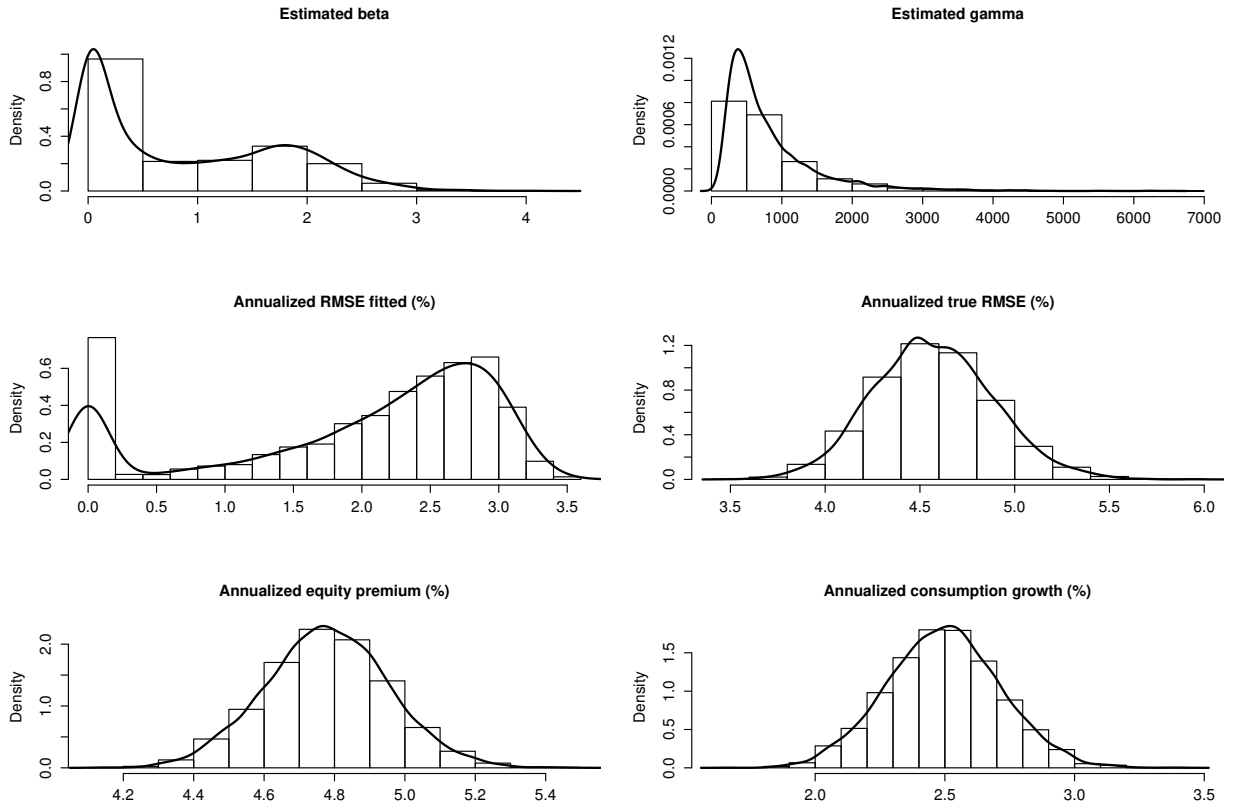 Estimated beta
Density
0.0 0.4 0.8
0 1 2 3 4
Estimated gamma
Density
0.0000 0.0006 0.0012
0 1000 2000 3000 4000 5000 6000 7000
Annualized RMSE fitted (%)
Density
0.0 0.2 0.4 0.6
0.0 0.5 1.0 1.5 2.0 2.5 3.0 3.5
Annualized true RMSE (%)
Density
0.0 0.4 0.8 1.2
3.5 4.0 4.5 5.0 5.5 6.0
Annualized equity premium (%)
Density
0.0 1.0 2.0
4.2 4.4 4.6 4.8 5.0 5.2 5.4
Annualized consumption growth (%)
Density
0.0 0.5 1.0 1.5
2.0 2.5 3.0 3.5